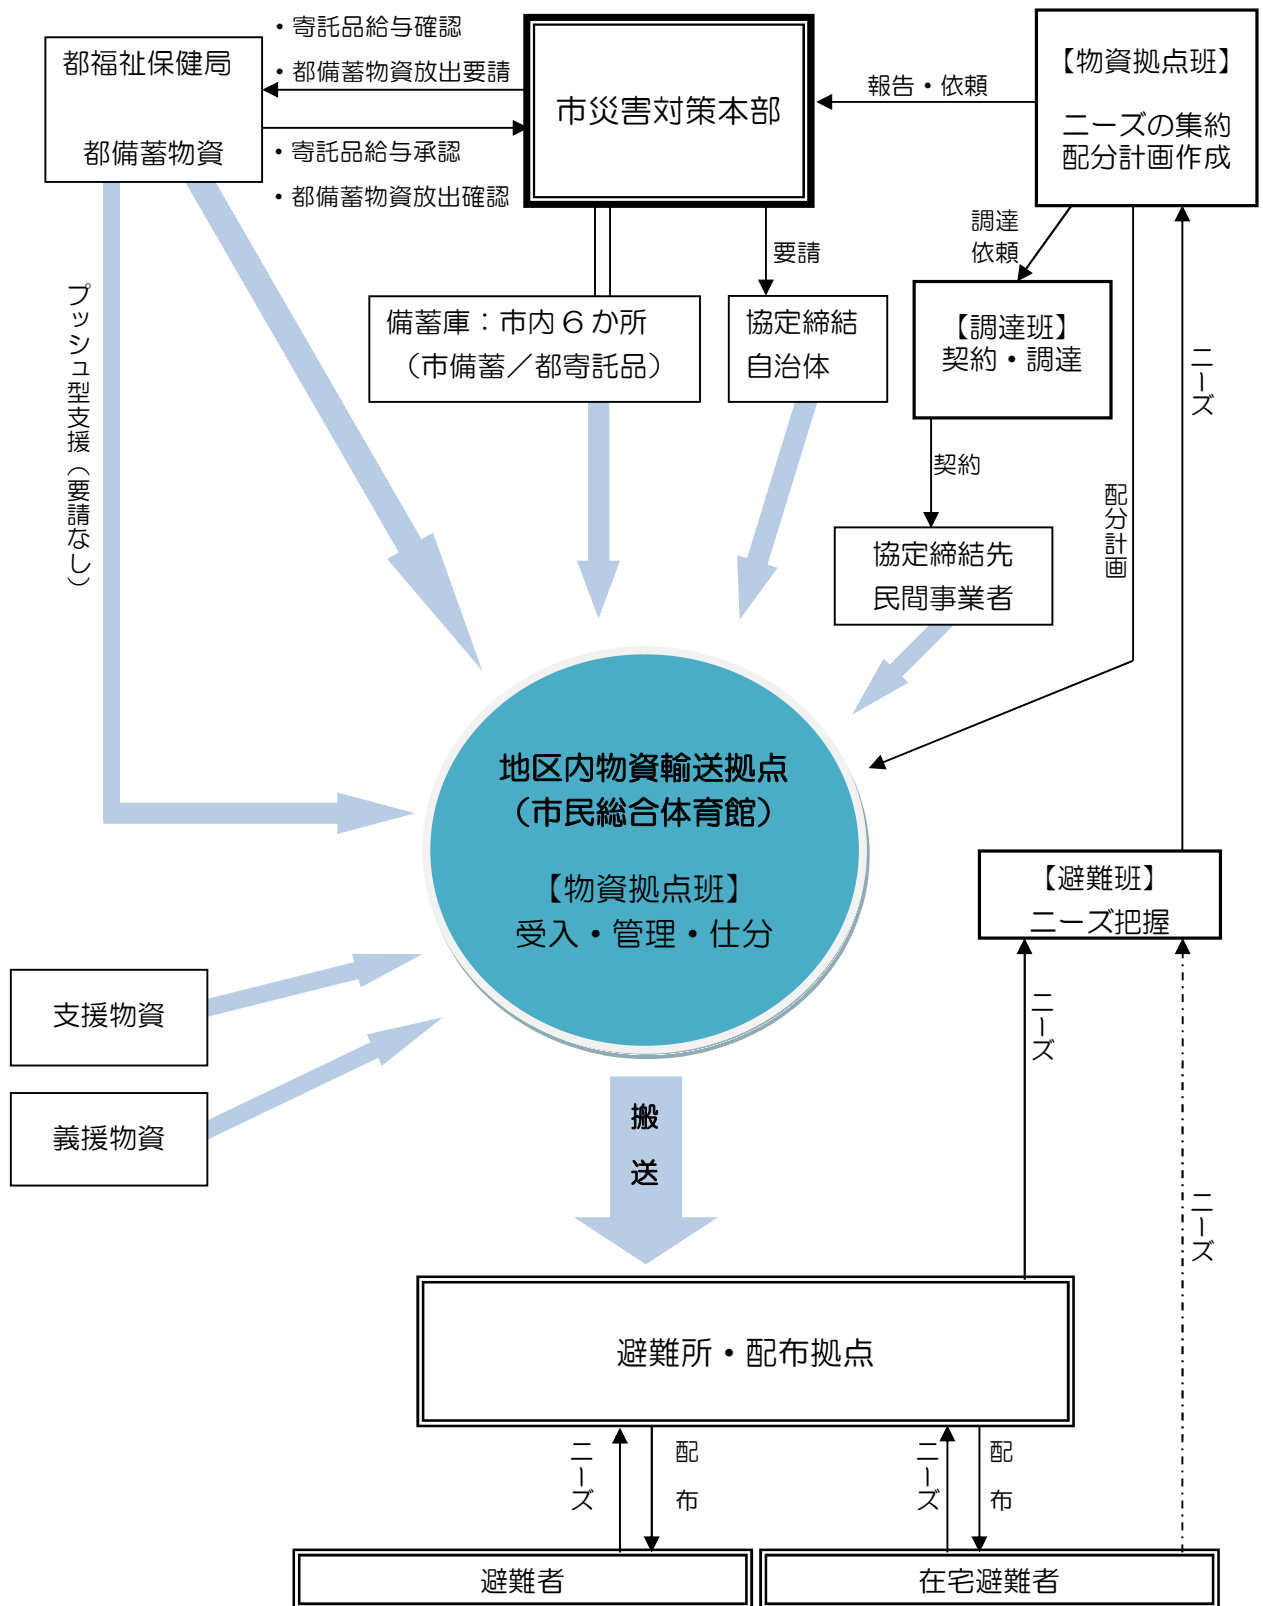 ・寄託品給与確認
・都備蓄物資放出要請
都福祉保健局
都備蓄物資
・寄託品給与承認
・都備蓄物資放出確認
市災害対策本部
報告・依頼
【物資拠点班】
ニーズの集約
配分計画作成
調達
依頼
要請
備蓄庫:市内6か所
(市備蓄/都寄託品)
協定締結
自治体
【調達班】
契約・調達
契約
協定締結先
民間事業者
配分計画
ニーズ
プッシュ型支援(要請なし)
地区内物資輸送拠点
(市民総合体育館)
【物資拠点班】
受入・管理・仕分
【避難班】
ニーズ把握
支援物資
義援物資
搬
送
ニーズ
ニーズ
避難所・配布拠点
ニーズ
配
布
ニーズ
配
布
避難者
在宅避難者